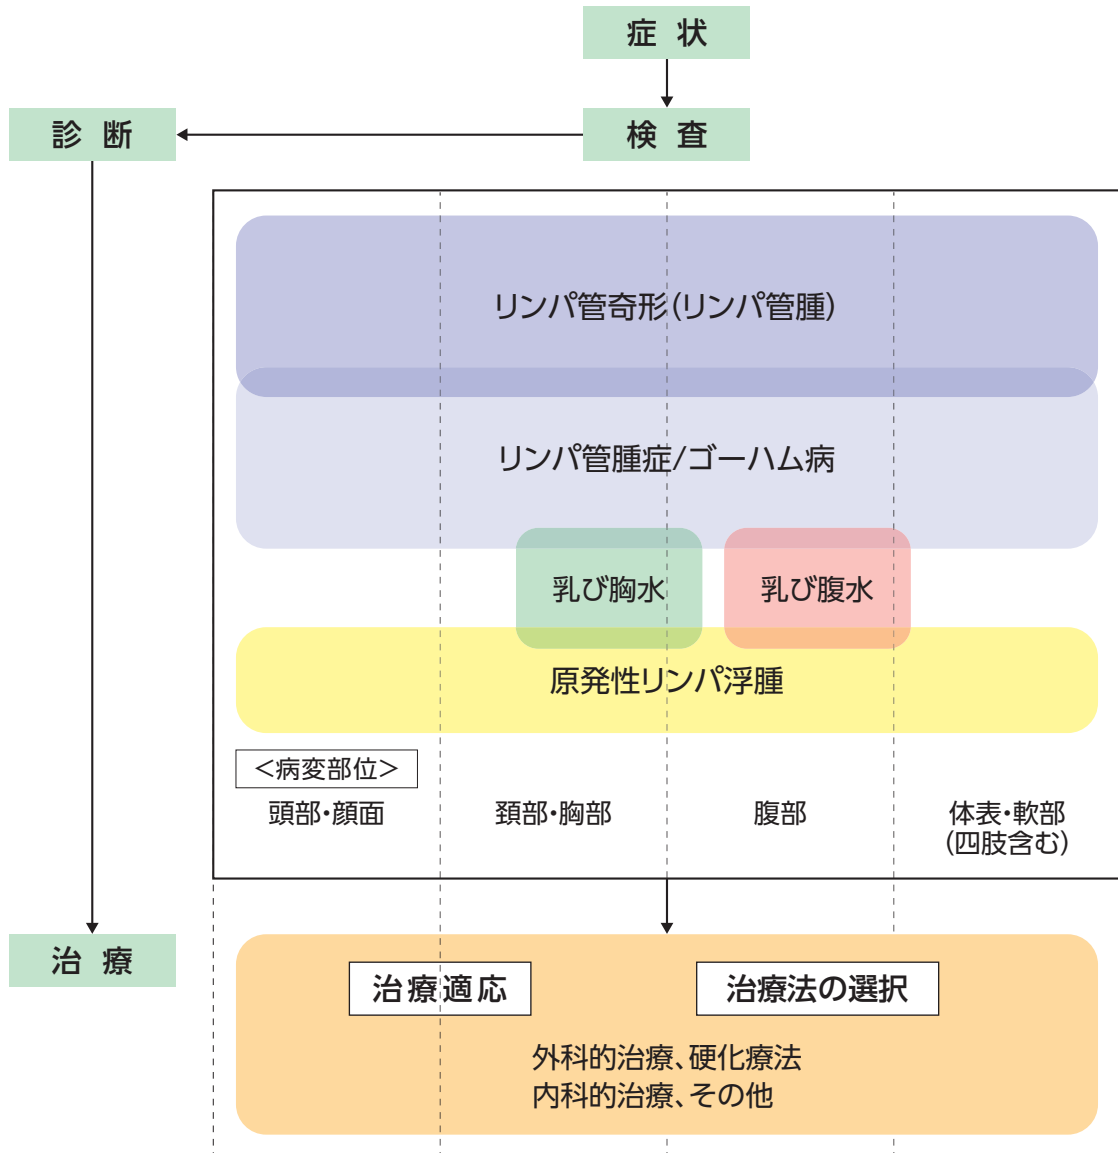 症状
検査
診断
リンパ管奇形(リンパ管腫)
リンパ管腫症/ゴーハム病
乳び胸水
乳び腹水
原発性リンパ浮腫
<病変部位>
頭部・顔面
頚部・胸部
腹部
体表・軟部
(四肢含む)
治療
治療適応
治療法の選択
外科的治療、硬化療法
内科的治療、その他